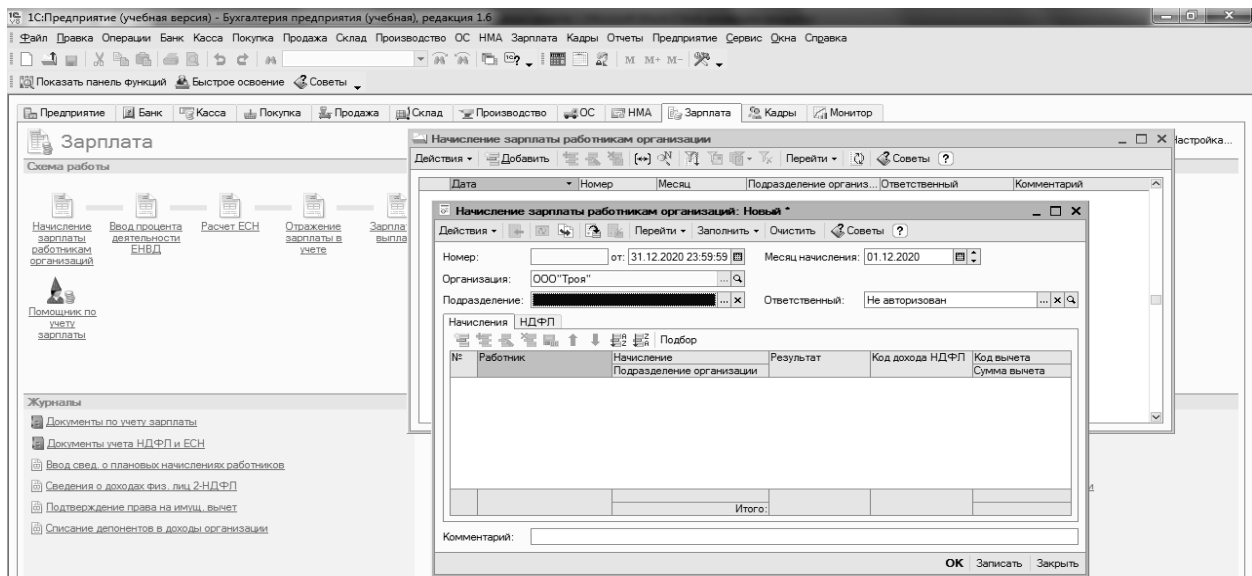 1С:Предприятие (учебная версия) - Бухгалтерия предприятия (учебная), редакция 1.6
Файл Правка Операции Банк Касса Покупка Продажа Склад Производство ОС НМА Зарплата Кадры Отчеты Предприятие Сервис Окна Справка
M M+ M-
Показать панель функций Быстрое освоение Советы
Предприятие Банк Касса Покупка Продажа Склад Производство ОС НМА Зарплата Кадры Монитор
Зарплата
Настройка...
Схема работы
Начисление зарплаты работникам организаций
Ввод процента деятельности ЕНВД
Расчет ЕСН
Отражение зарплаты в учете
Помощник по учету зарплаты
Журналы
Документы по учету зарплаты
Документы учета НДФЛ и ЕСН
Ввод свед. о плановых начислениях работников
Сведения о доходах физ. лиц 2-НДФЛ
Подтверждение права на имущ. вычет
Списание депонентов в доходы организации
Начисление зарплаты работникам организации
Действия Добавить Перейти Советы ?
Дата Номер Месяц Подразделение организ... Ответственный Комментарий
Начисление зарплаты работникам организаций: Новый *
Действия Перейти Заполнить Очистить Советы ?
Номер: от: 31.12.2020 23:59:59 Месяц начисления: 01.12.2020
Организация: ООО"Троя" ...
Подразделение: ... Ответственный: Не авторизован ...
Начисления НДФЛ
Подбор
№ Работник Начисление Результат Код дохода НДФЛ Код вычета
Подразделение организации Сумма вычета
Итого:
Комментарий:
OK Записать Закрыть